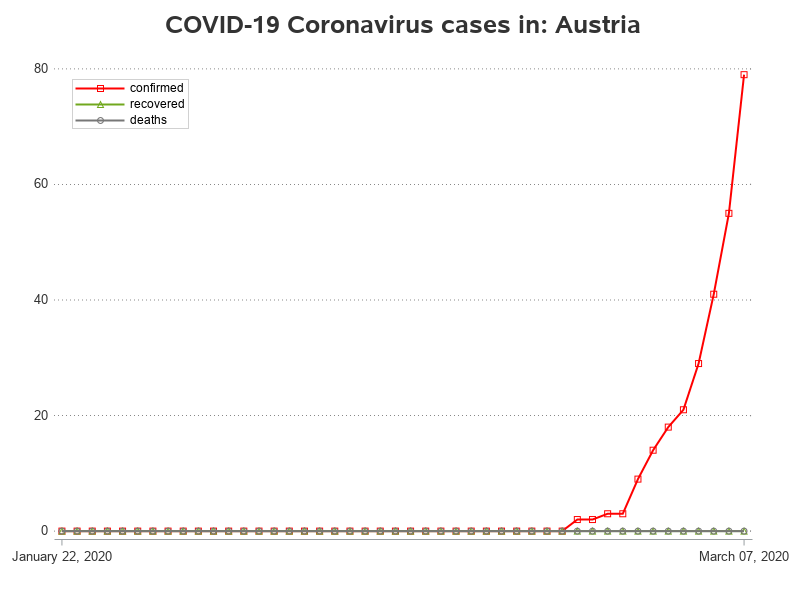 COVID-19 Coronavirus cases in: Austria
80
confirmed
recovered
deaths
60
40
20
0
January 22, 2020
March 07, 2020